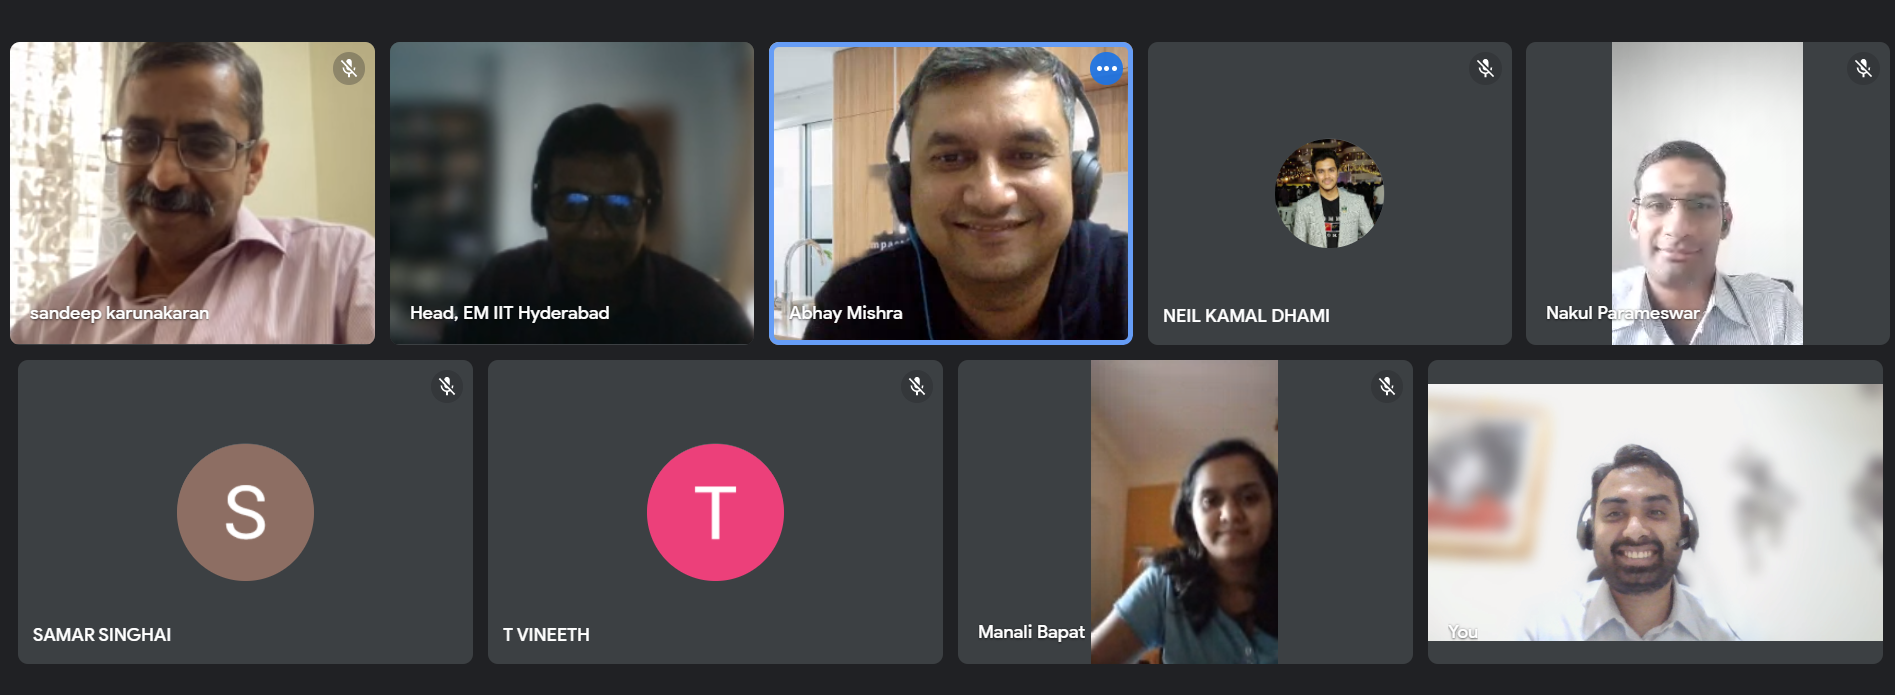 sandeep karunakaran
Head, EM IIT Hyderabad
Abhay Mishra
NEIL KAMAL DHAMI
Nakul Parameswar
S
SAMAR SINGHAI
T
T VINEETH
Manali Bapat
You